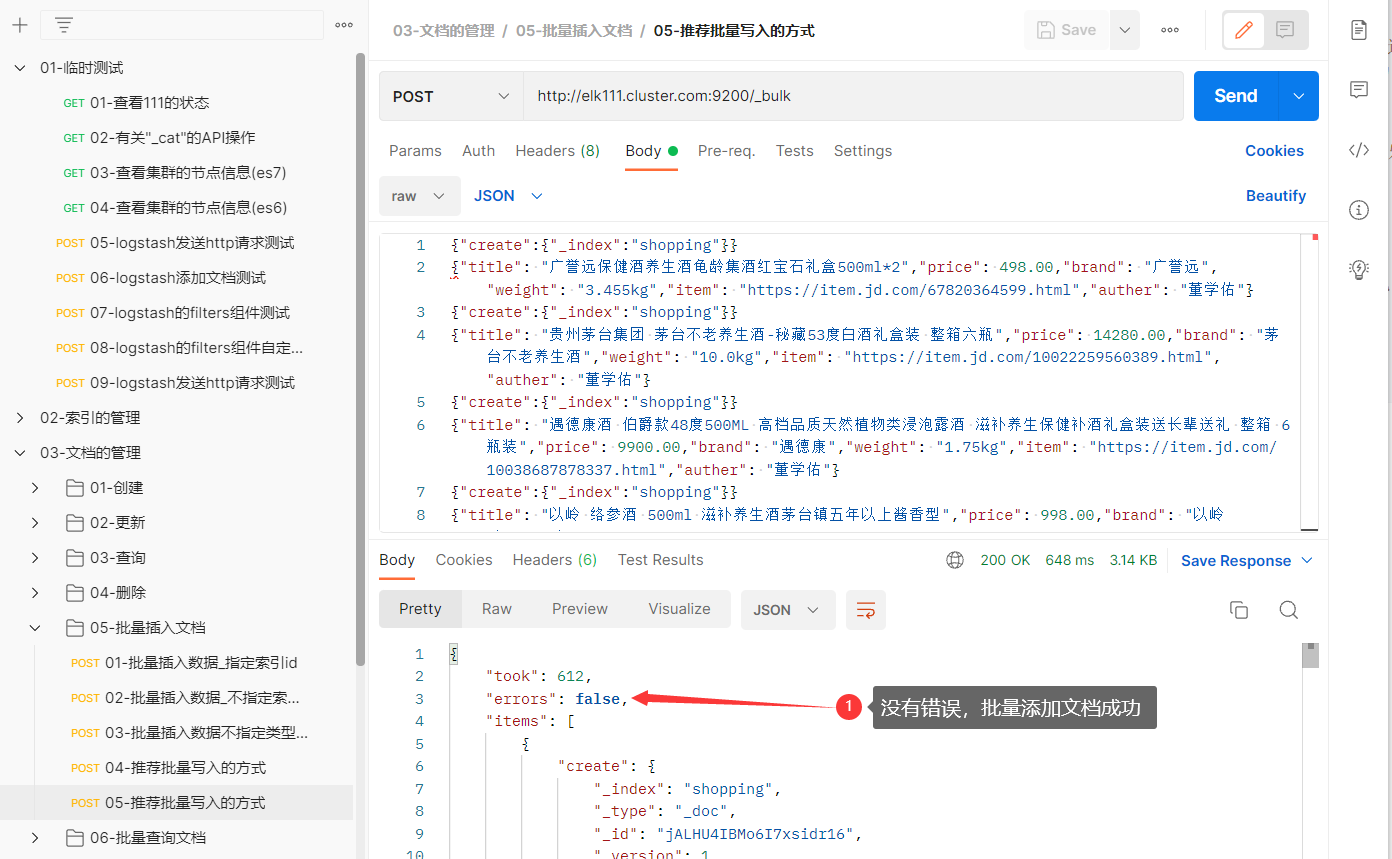 01-临时测试
GET 01-查看111的状态
GET 02-有关"_cat"的API操作
GET 03-查看集群的节点信息(es7)
GET 04-查看集群的节点信息(es6)
POST 05-logstash发送http请求测试
POST 06-logstash添加文档测试
POST 07-logstash的filters组件测试
POST 08-logstash的filters组件自定...
POST 09-logstash发送http请求测试
02-索引的管理
03-文档的管理
01-创建
02-更新
03-查询
04-删除
05-批量插入文档
POST 01-批量插入数据_指定索引id
POST 02-批量插入数据_不指定索...
POST 03-批量插入数据不指定类型...
POST 04-推荐批量写入的方式
POST 05-推荐批量写入的方式
06-批量查询文档
03-文档的管理 / 05-批量插入文档 / 05-推荐批量写入的方式
Save
POST http://elk111.cluster.com:9200/_bulk Send
Params Auth Headers (8) Body Pre-req. Tests Settings Cookies
raw JSON Beautify
1 {"create":{"_index":"shopping"}}
2 {"title": "广誉远保健酒养生酒龟龄集酒红宝石礼盒500ml*2","price": 498.00,"brand": "广誉远",
"weight": "3.455kg","item": "https://item.jd.com/67820364599.html","auther": "董学佑"}
3 {"create":{"_index":"shopping"}}
4 {"title": "贵州茅台集团 茅台不老养生酒-秘藏53度白酒礼盒装 整箱六瓶","price": 14280.00,"brand": "茅
台不老养生酒","weight": "10.0kg","item": "https://item.jd.com/10022259560389.html",
"auther": "董学佑"}
5 {"create":{"_index":"shopping"}}
6 {"title": "遇德康酒 伯爵款48度500ML 高档品质天然植物类浸泡露酒 滋补养生保健补酒礼盒装送长辈送礼 整箱 6
瓶装","price": 9900.00,"brand": "遇德康","weight": "1.75kg","item": "https://item.jd.com/
10038687878337.html","auther": "董学佑"}
7 {"create":{"_index":"shopping"}}
8 {"title": "以岭 络参酒 500ml 滋补养生酒茅台镇五年以上酱香型","price": 998.00,"brand": "以岭
Body Cookies Headers (6) Test Results 200 OK 648 ms 3.14 KB Save Response
Pretty Raw Preview Visualize JSON
1 {
2 "took": 612,
3 "errors": false,
1 没有错误，批量添加文档成功
4 "items": [
5 {
6 "create": {
7 "_index": "shopping",
8 "_type": "_doc",
9 "_id": "jALHU4IBMo6I7xsidr16",
10 "_version": 1,